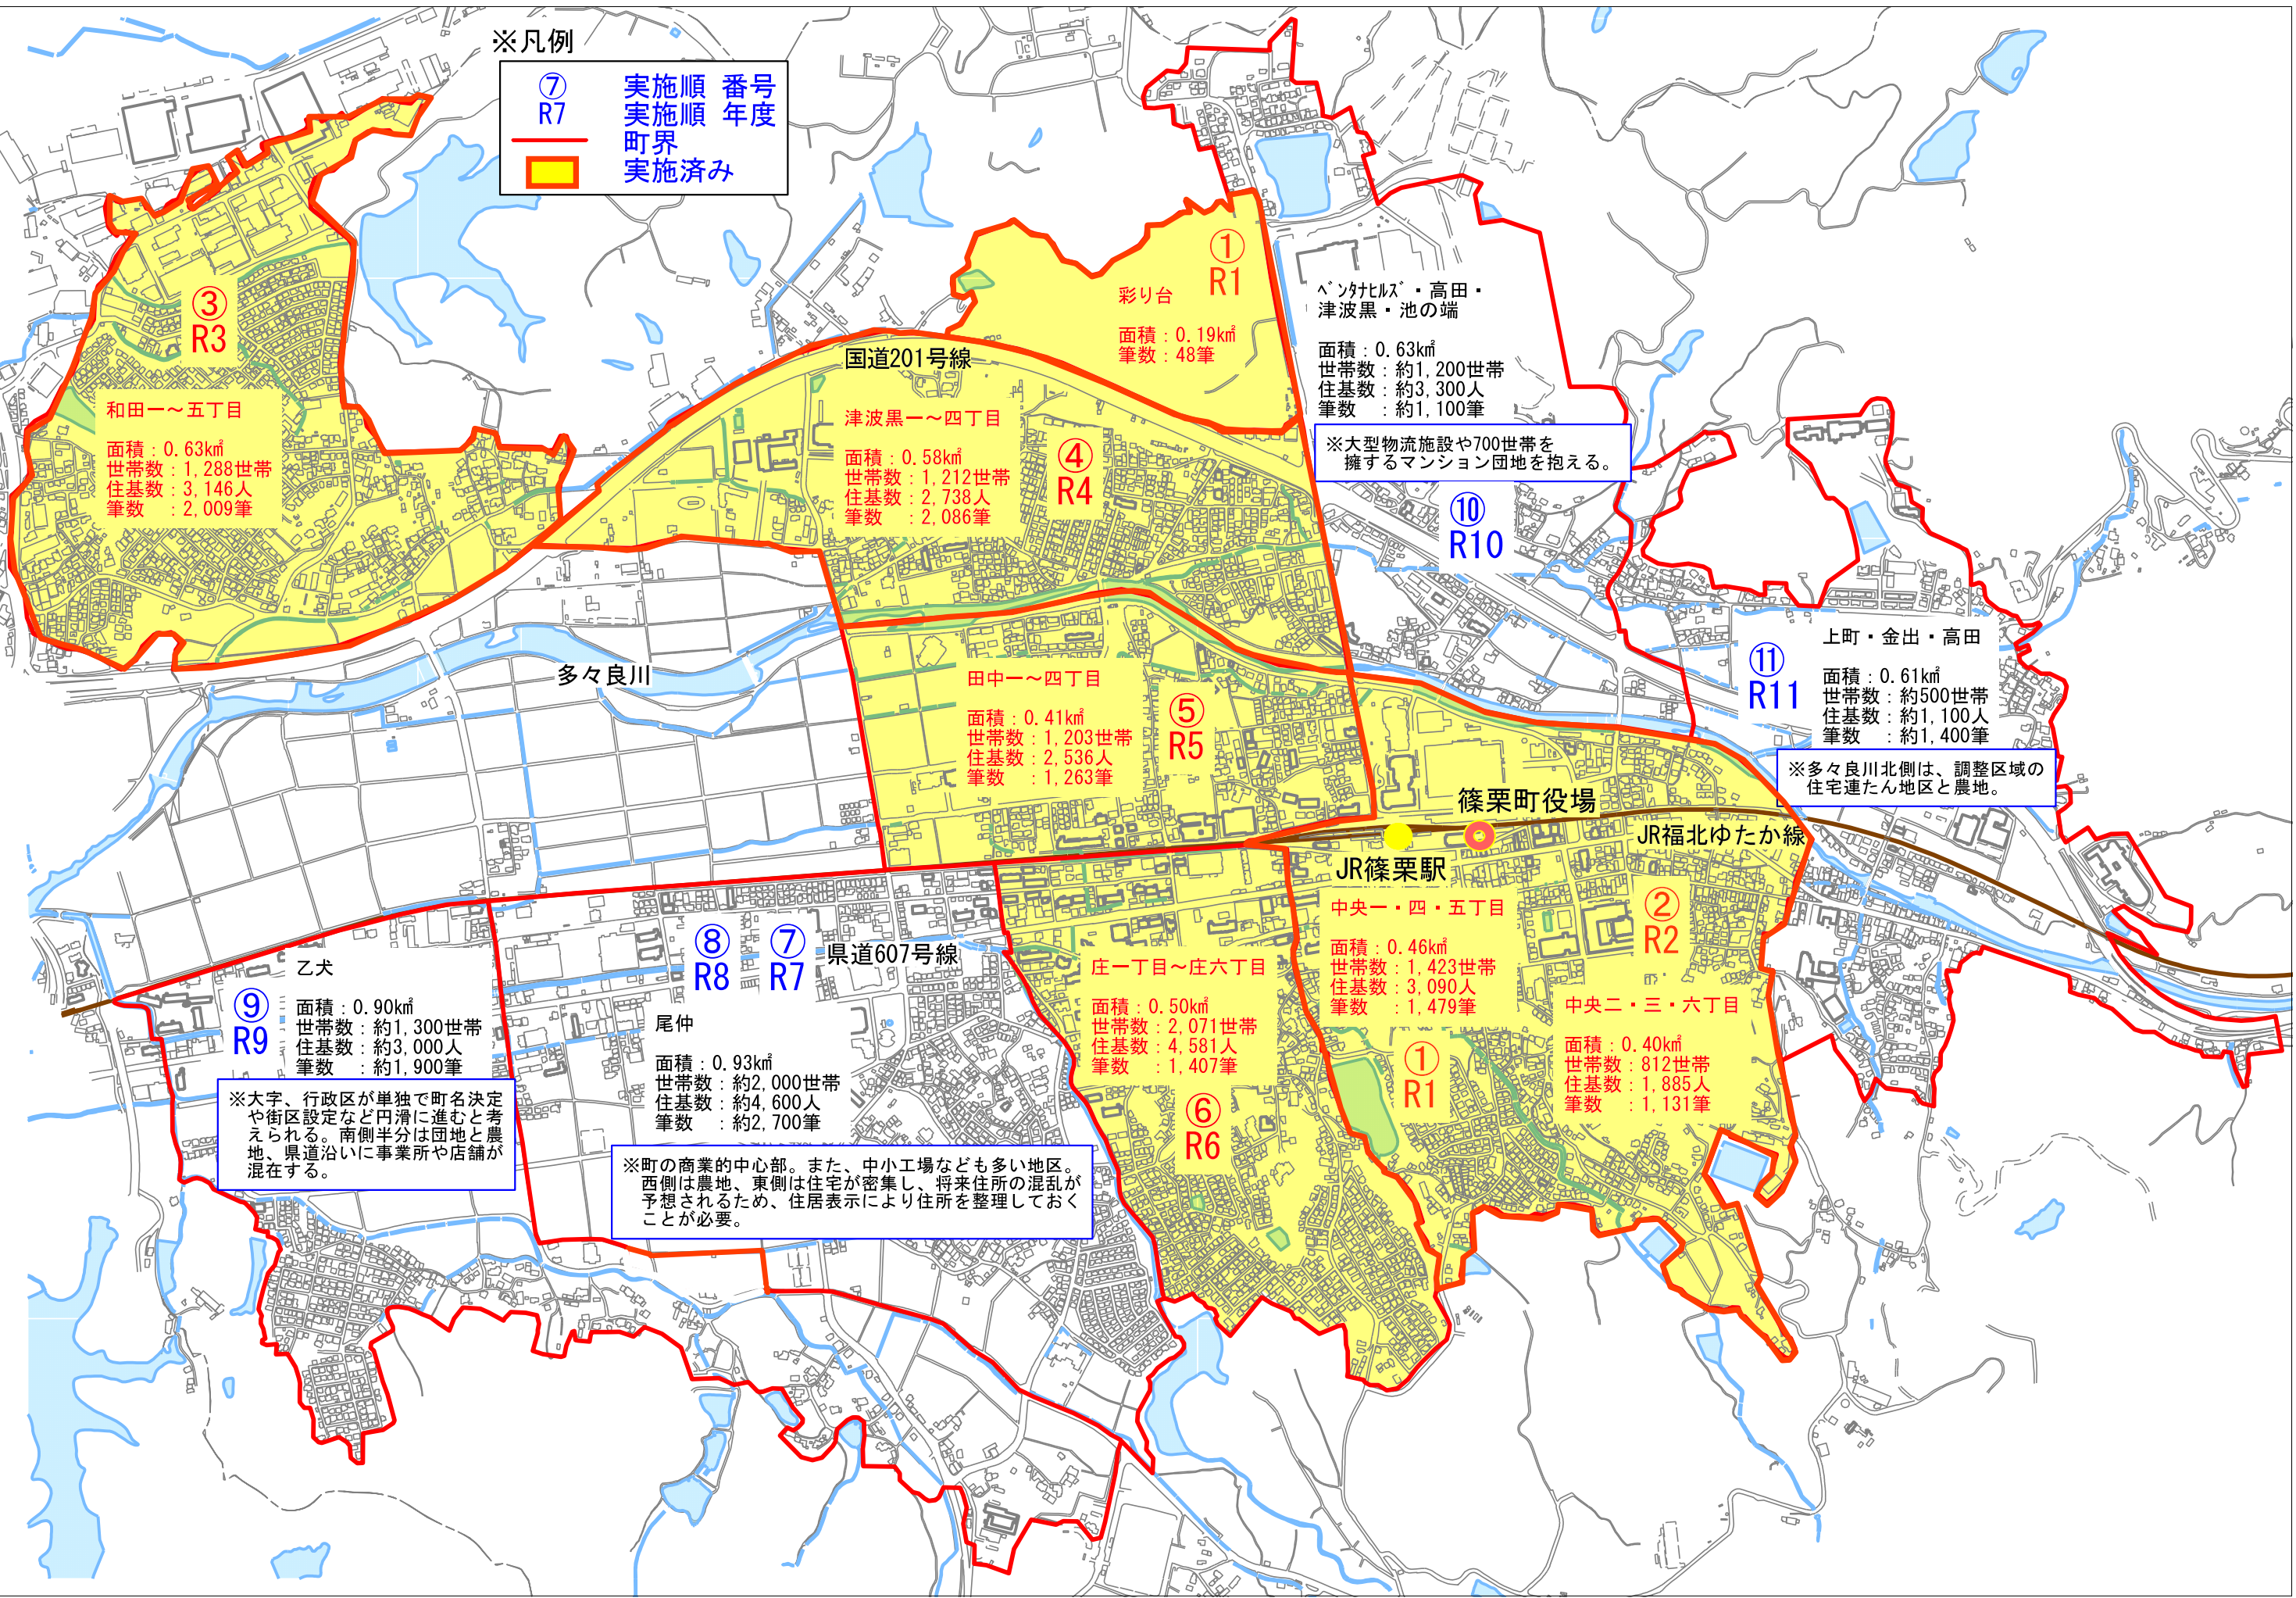 ※凡例
⑦ 実施順 番号
R7 実施順 年度
町界
実施済み
③
R3
和田一～五丁目
面積：0.63㎢
世帯数：1,288世帯
住基数：3,146人
筆数　：2,009筆
①
R1
彩り台
面積：0.19㎢
筆数：48筆
国道201号線
津波黒一～四丁目
面積：0.58㎢
世帯数：1,212世帯
住基数：2,738人
筆数　：2,086筆
④
R4
ﾍﾞﾝﾀﾅﾋﾙｽﾞ・高田・
津波黒・池の端
面積：0.63㎢
世帯数：約1,200世帯
住基数：約3,300人
筆数　：約1,100筆
※大型物流施設や700世帯を
擁するマンション団地を抱える。
⑩
R10
多々良川
田中一～四丁目
面積：0.41㎢
世帯数：1,203世帯
住基数：2,536人
筆数　：1,263筆
⑤
R5
⑪
R11
上町・金出・高田
面積：0.61㎢
世帯数：約500世帯
住基数：約1,100人
筆数　：約1,400筆
※多々良川北側は、調整区域の
住宅連たん地区と農地。
篠栗町役場
JR福北ゆたか線
JR篠栗駅
中央一・四・五丁目
面積：0.46㎢
世帯数：1,423世帯
住基数：3,090人
筆数　：1,479筆
①
R1
②
R2
中央二・三・六丁目
面積：0.40㎢
世帯数：812世帯
住基数：1,885人
筆数　：1,131筆
庄一丁目～庄六丁目
面積：0.50㎢
世帯数：2,071世帯
住基数：4,581人
筆数　：1,407筆
⑥
R6
⑧ ⑦
R8 R7
県道607号線
尾仲
面積：0.93㎢
世帯数：約2,000世帯
住基数：約4,600人
筆数　：約2,700筆
※町の商業的中心部。また、中小工場なども多い地区。
西側は農地、東側は住宅が密集し、将来住所の混乱が
予想されるため、住居表示により住所を整理しておく
ことが必要。
⑨
R9
乙犬
面積：0.90㎢
世帯数：約1,300世帯
住基数：約3,000人
筆数　：約1,900筆
※大字、行政区が単独で町名決定
や街区設定など円滑に進むと考
えられる。南側半分は団地と農
地、県道沿いに事業所や店舗が
混在する。